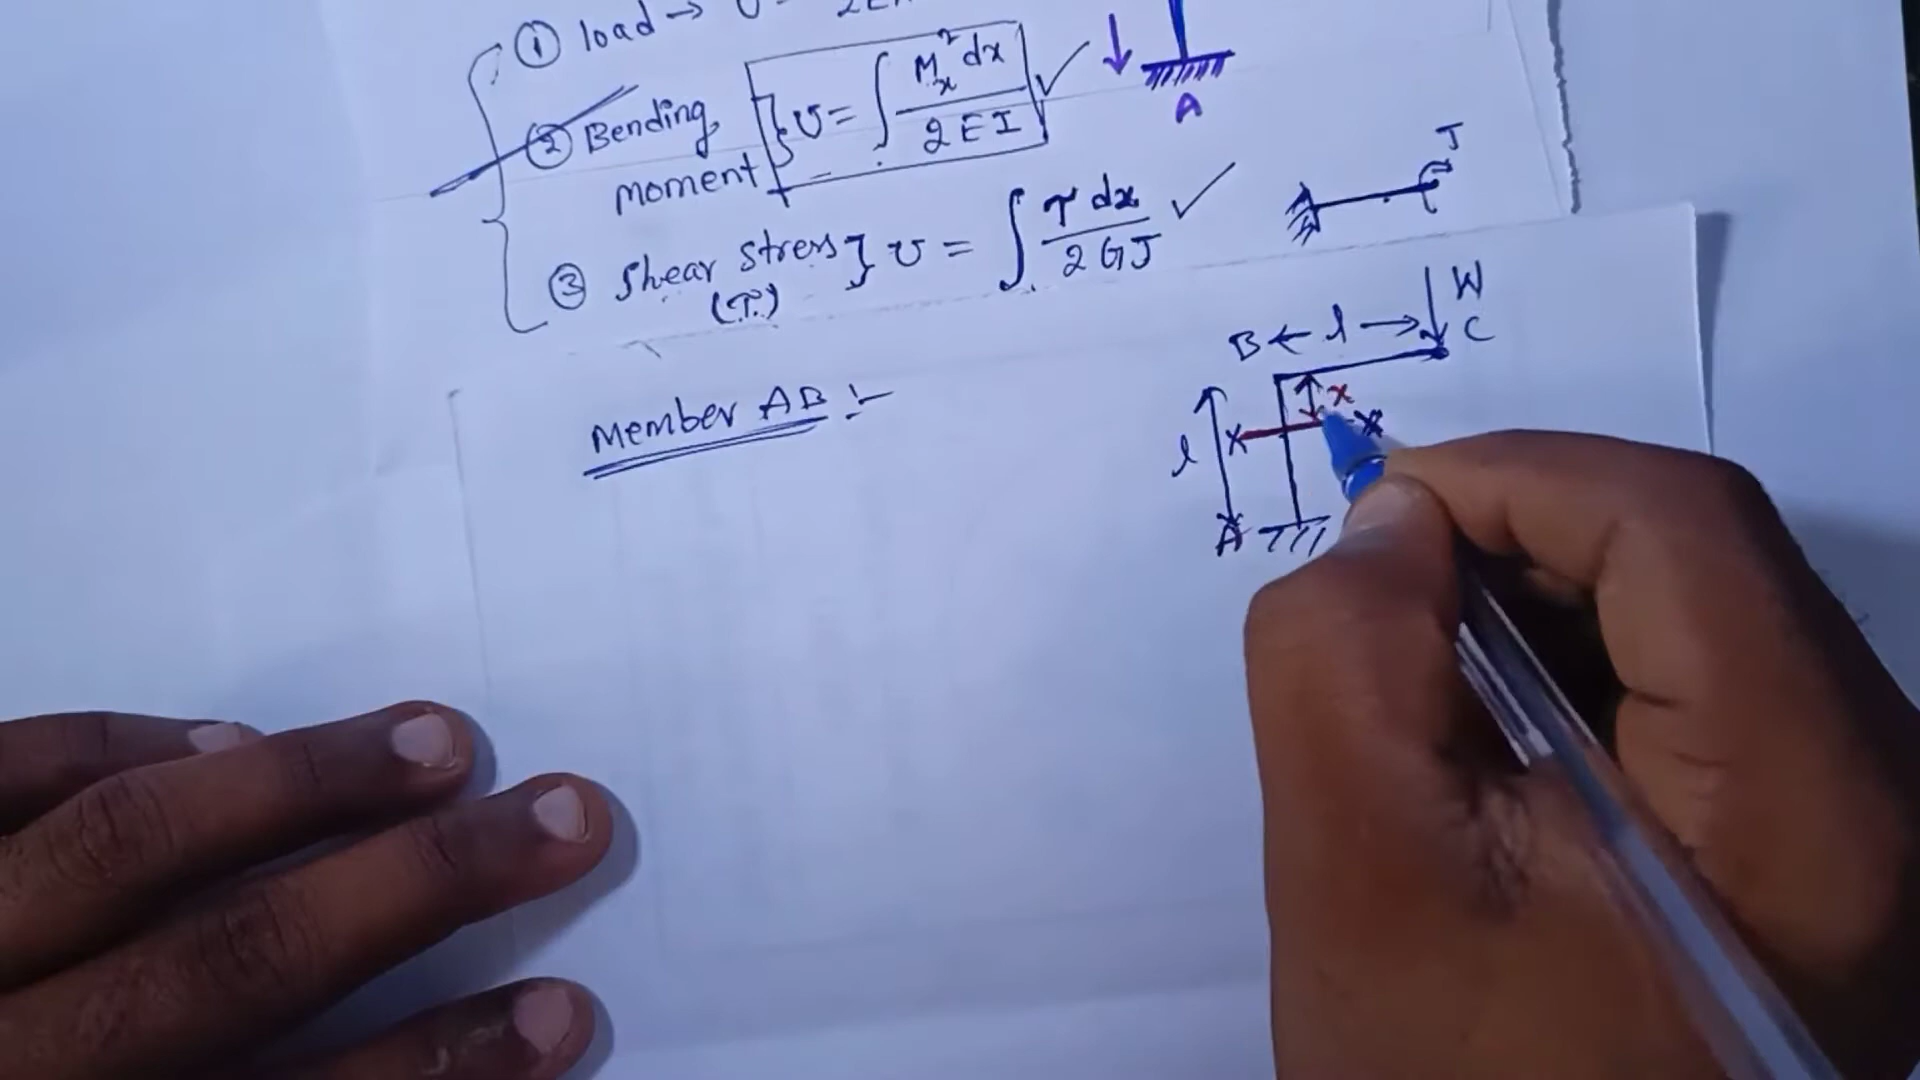 ① load → U =
② Bending moment } U = ∫ Mx² dx / 2EI ✓
A
③ Shear stress } U = ∫ T dx / 2GJ ✓
(T)
J
W
B ← l → C
Member AB :-
x
X X
l
A